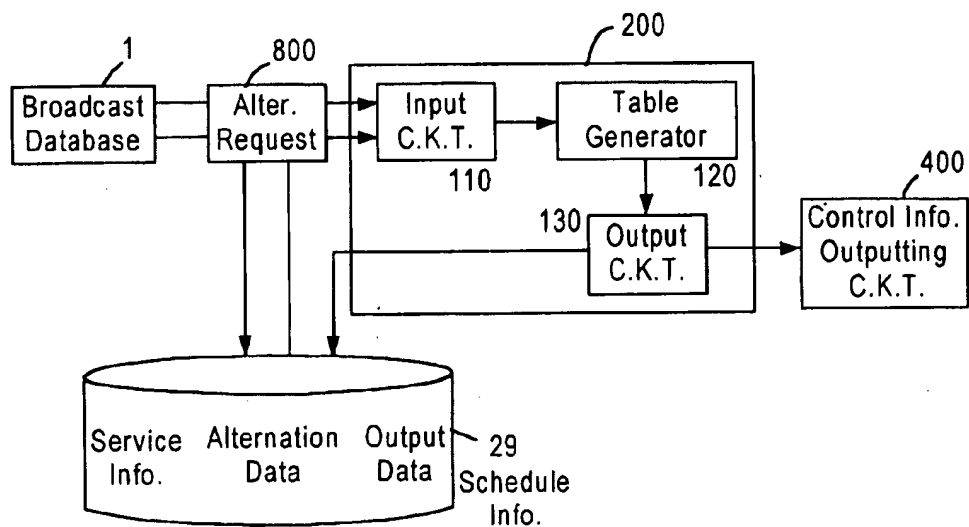 1
800
200
Broadcast
Database
Alter.
Request
Input
C.K.T.
110
Table
Generator
120
130
Output
C.K.T.
400
Control Info.
Outputting
C.K.T.
Service
Info.
Alternation
Data
Output
Data
29
Schedule
Info.